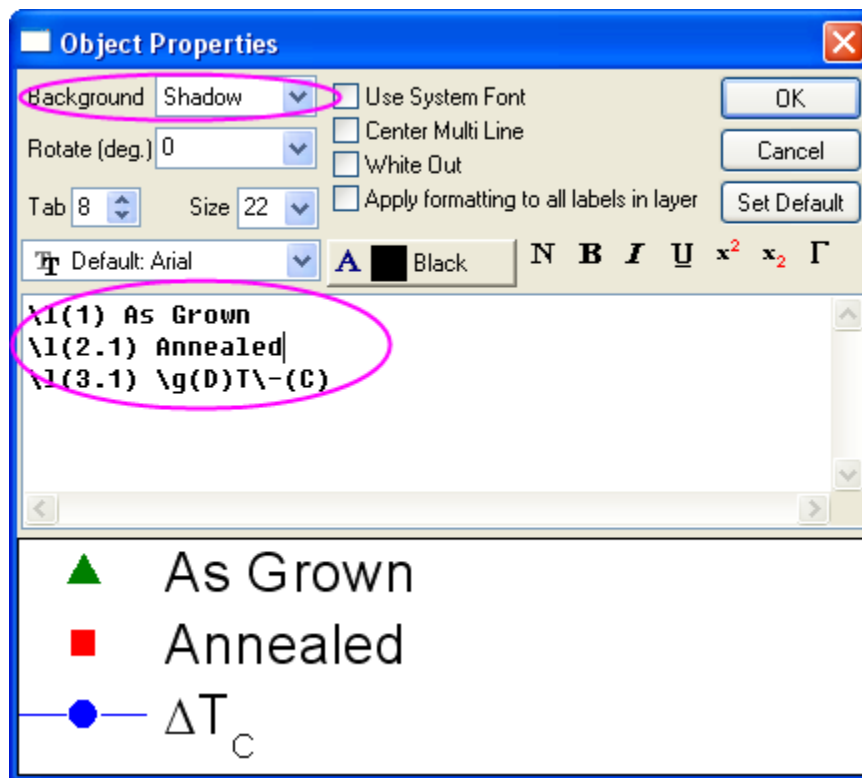 Object Properties
Background Shadow Use System Font OK
Center Multi Line
Rotate (deg.) 0 White Out Cancel
Tab 8 Size 22 Apply formatting to all labels in layer Set Default
Default: Arial A Black N B I U x² x₂ Γ
\l(1) As Grown
\l(2.1) Annealed
\l(3.1) \g(D)T\-(C)
As Grown
Annealed
ΔT_C